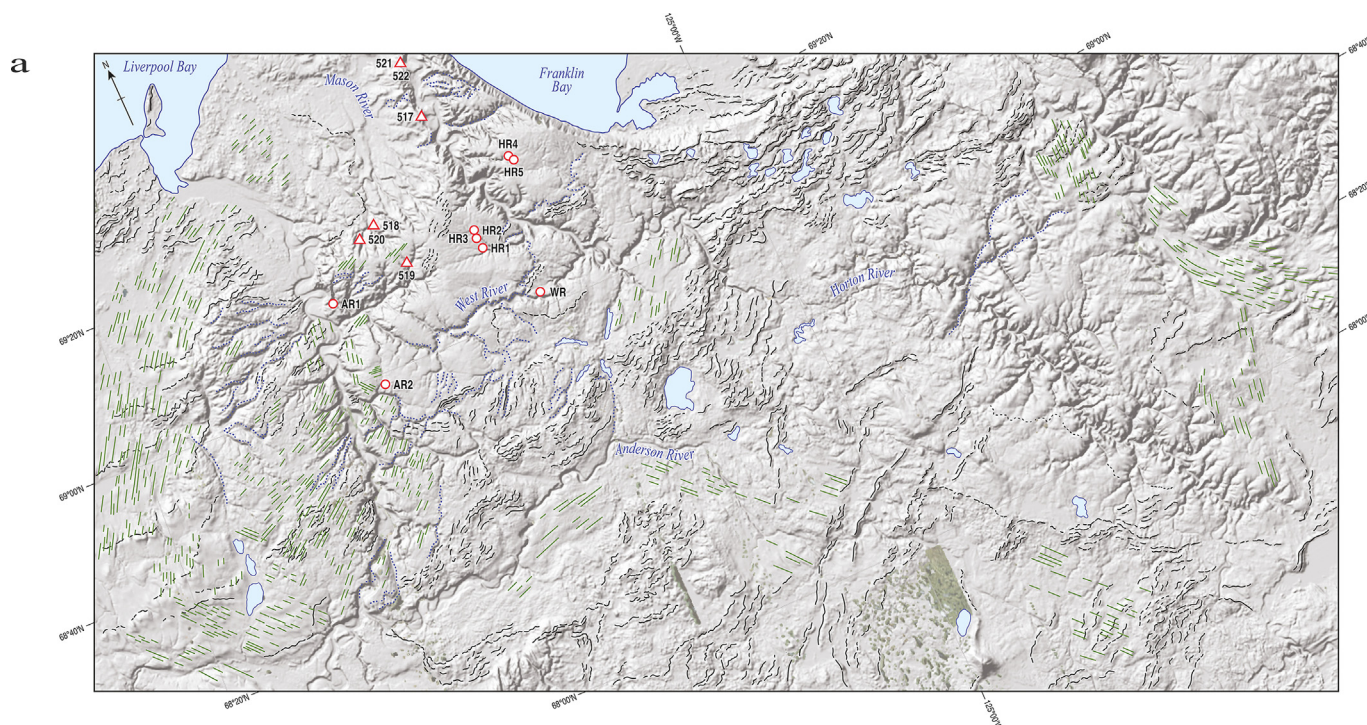 a
125°00'W
69°20'N
69°00'N
68°40'N
N
Liverpool Bay
521
522
Mason River
Franklin
Bay
517
HR4
HR5
68°20'N
518
520
HR2
HR3
HR1
519
Horton River
West River
WR
AR1
68°00'N
69°20'N
AR2
Anderson River
69°00'N
68°40'N
68°20'N
68°00'N
125°00'W